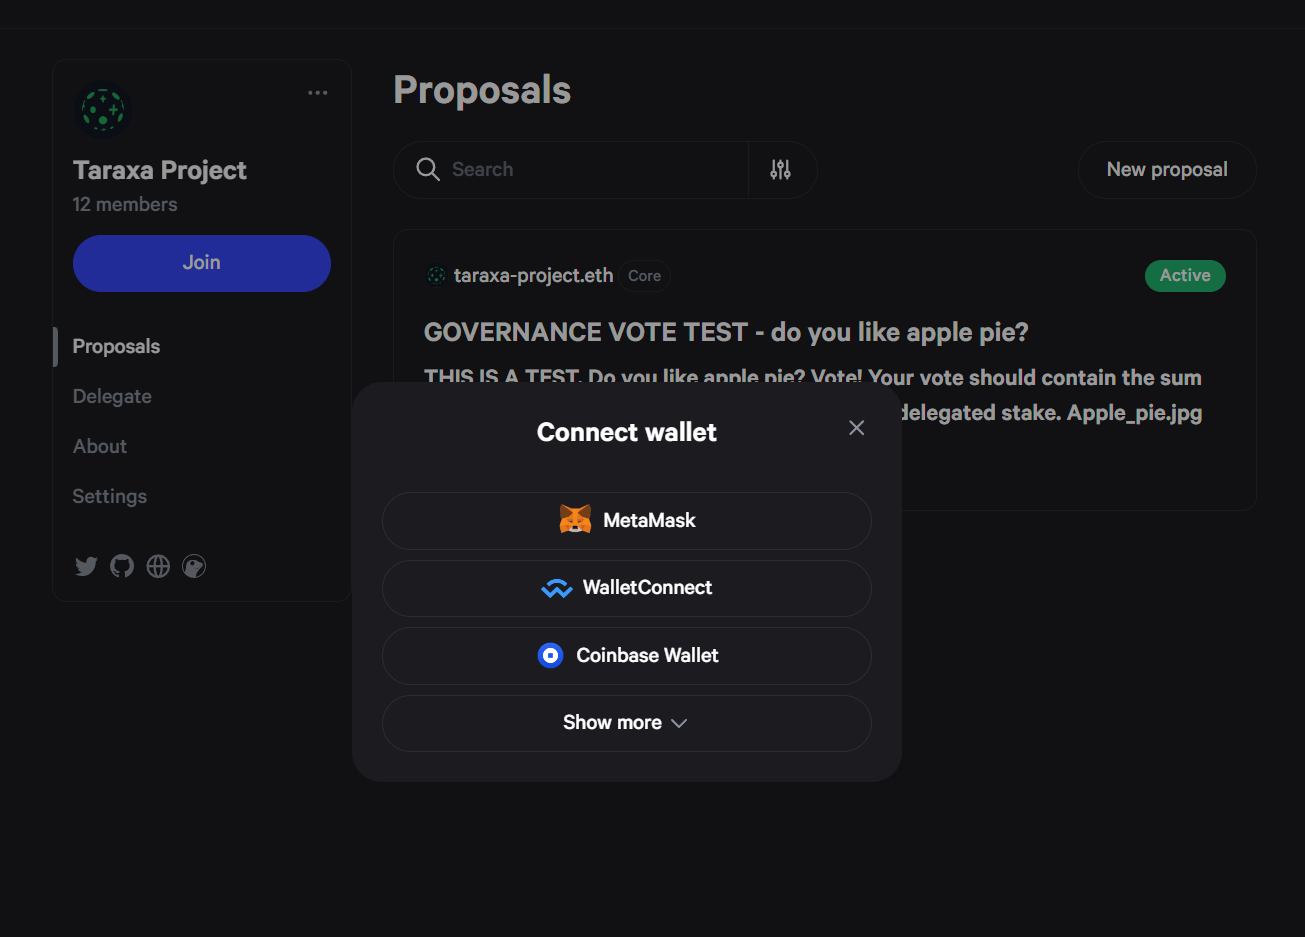 Taraxa Project
12 members
Join
Proposals
Delegate
About
Settings
Proposals
Search
New proposal
taraxa-project.eth Core
Active
GOVERNANCE VOTE TEST - do you like apple pie?
THIS IS A TEST. Do you like apple pie? Vote! Your vote should contain the sum
delegated stake. Apple_pie.jpg
Connect wallet
MetaMask
WalletConnect
Coinbase Wallet
Show more